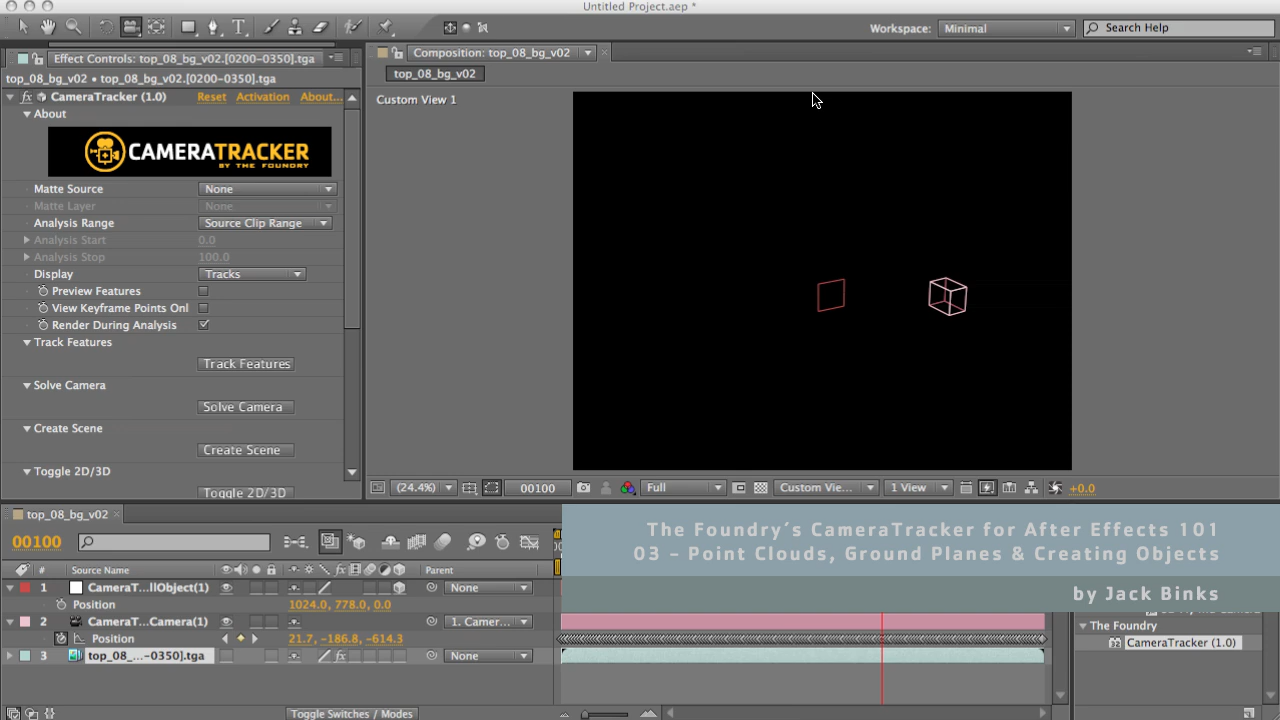 Untitled Project.aep *
Workspace: Minimal
Search Help
Effect Controls: top_08_bg_v02.[0200-0350].tga
Composition: top_08_bg_v02
top_08_bg_v02 • top_08_bg_v02.[0200-0350].tga
top_08_bg_v02
fx CameraTracker (1.0) Reset Activation About...
Custom View 1
About
CAMERATRACKER
BY THE FOUNDRY
Matte Source None
Matte Layer None
Analysis Range Source Clip Range
Analysis Start 0.0
Analysis Stop 100.0
Display Tracks
Preview Features
View Keyframe Points Onl
Render During Analysis
Track Features
Track Features
Solve Camera
Solve Camera
Create Scene
Create Scene
Toggle 2D/3D
Toggle 2D/3D
(24.4%) 00100 Full Custom Vie... 1 View +0.0
top_08_bg_v02
00100
# Source Name Parent
1 CameraT...llObject(1) None
Position 1024.0, 778.0, 0.0
2 CameraT...Camera(1) 1. Camer...
Position 21.7, -186.8, -614.3
3 top_08_...-0350].tga fx None
Toggle Switches / Modes
The Foundry's CameraTracker for After Effects 101
03 – Point Clouds, Ground Planes & Creating Objects
by Jack Binks
The Foundry
CameraTracker (1.0)